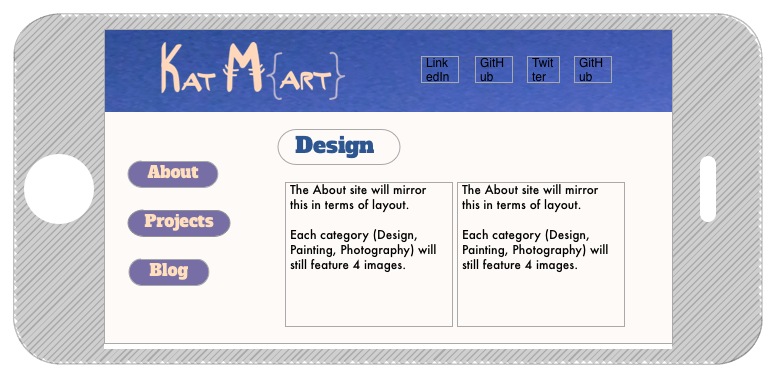 Kat M{art}
Link
edIn
GitH
ub
Twit
ter
GitH
ub
Design
About
Projects
Blog
The About site will mirror
this in terms of layout.
Each category (Design,
Painting, Photography) will
still feature 4 images.
The About site will mirror
this in terms of layout.
Each category (Design,
Painting, Photography) will
still feature 4 images.